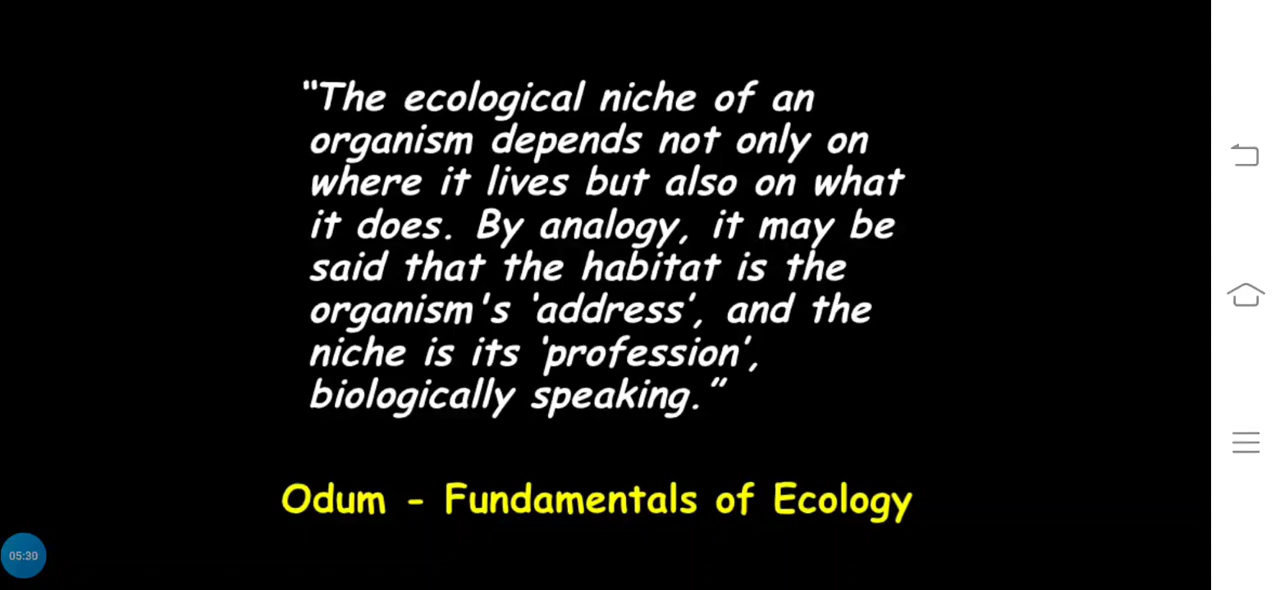 “The ecological niche of an
organism depends not only on
where it lives but also on what
it does. By analogy, it may be
said that the habitat is the
organism's ‘address’, and the
niche is its ‘profession’,
biologically speaking.”
Odum - Fundamentals of Ecology
05:30